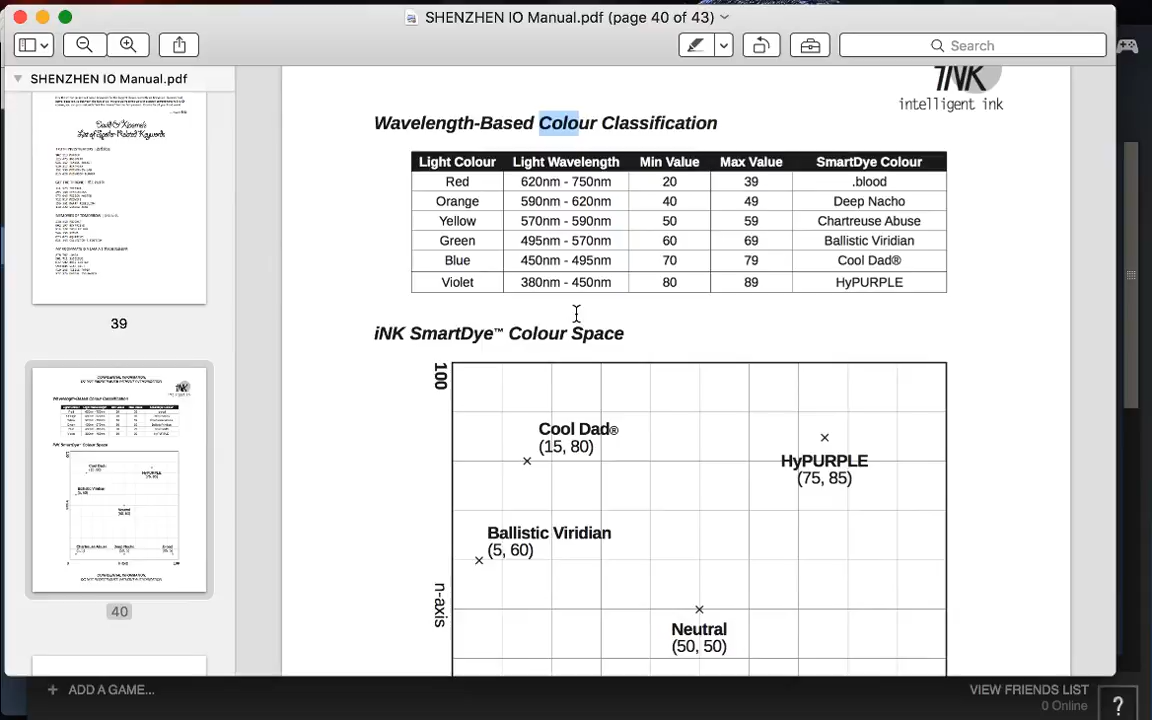 SHENZHEN IO Manual.pdf (page 40 of 43)
Search
SHENZHEN IO Manual.pdf
39
40
iNK
intelligent ink
Wavelength-Based Colour Classification
Light Colour Light Wavelength Min Value Max Value SmartDye Colour
Red 620nm - 750nm 20 39 .blood
Orange 590nm - 620nm 40 49 Deep Nacho
Yellow 570nm - 590nm 50 59 Chartreuse Abuse
Green 495nm - 570nm 60 69 Ballistic Viridian
Blue 450nm - 495nm 70 79 Cool Dad®
Violet 380nm - 450nm 80 89 HyPURPLE
iNK SmartDye™ Colour Space
100
Cool Dad®
(15, 80)
HyPURPLE
(75, 85)
Ballistic Viridian
(5, 60)
n-axis
Neutral
(50, 50)
+ ADD A GAME...
VIEW FRIENDS LIST
0 Online
?